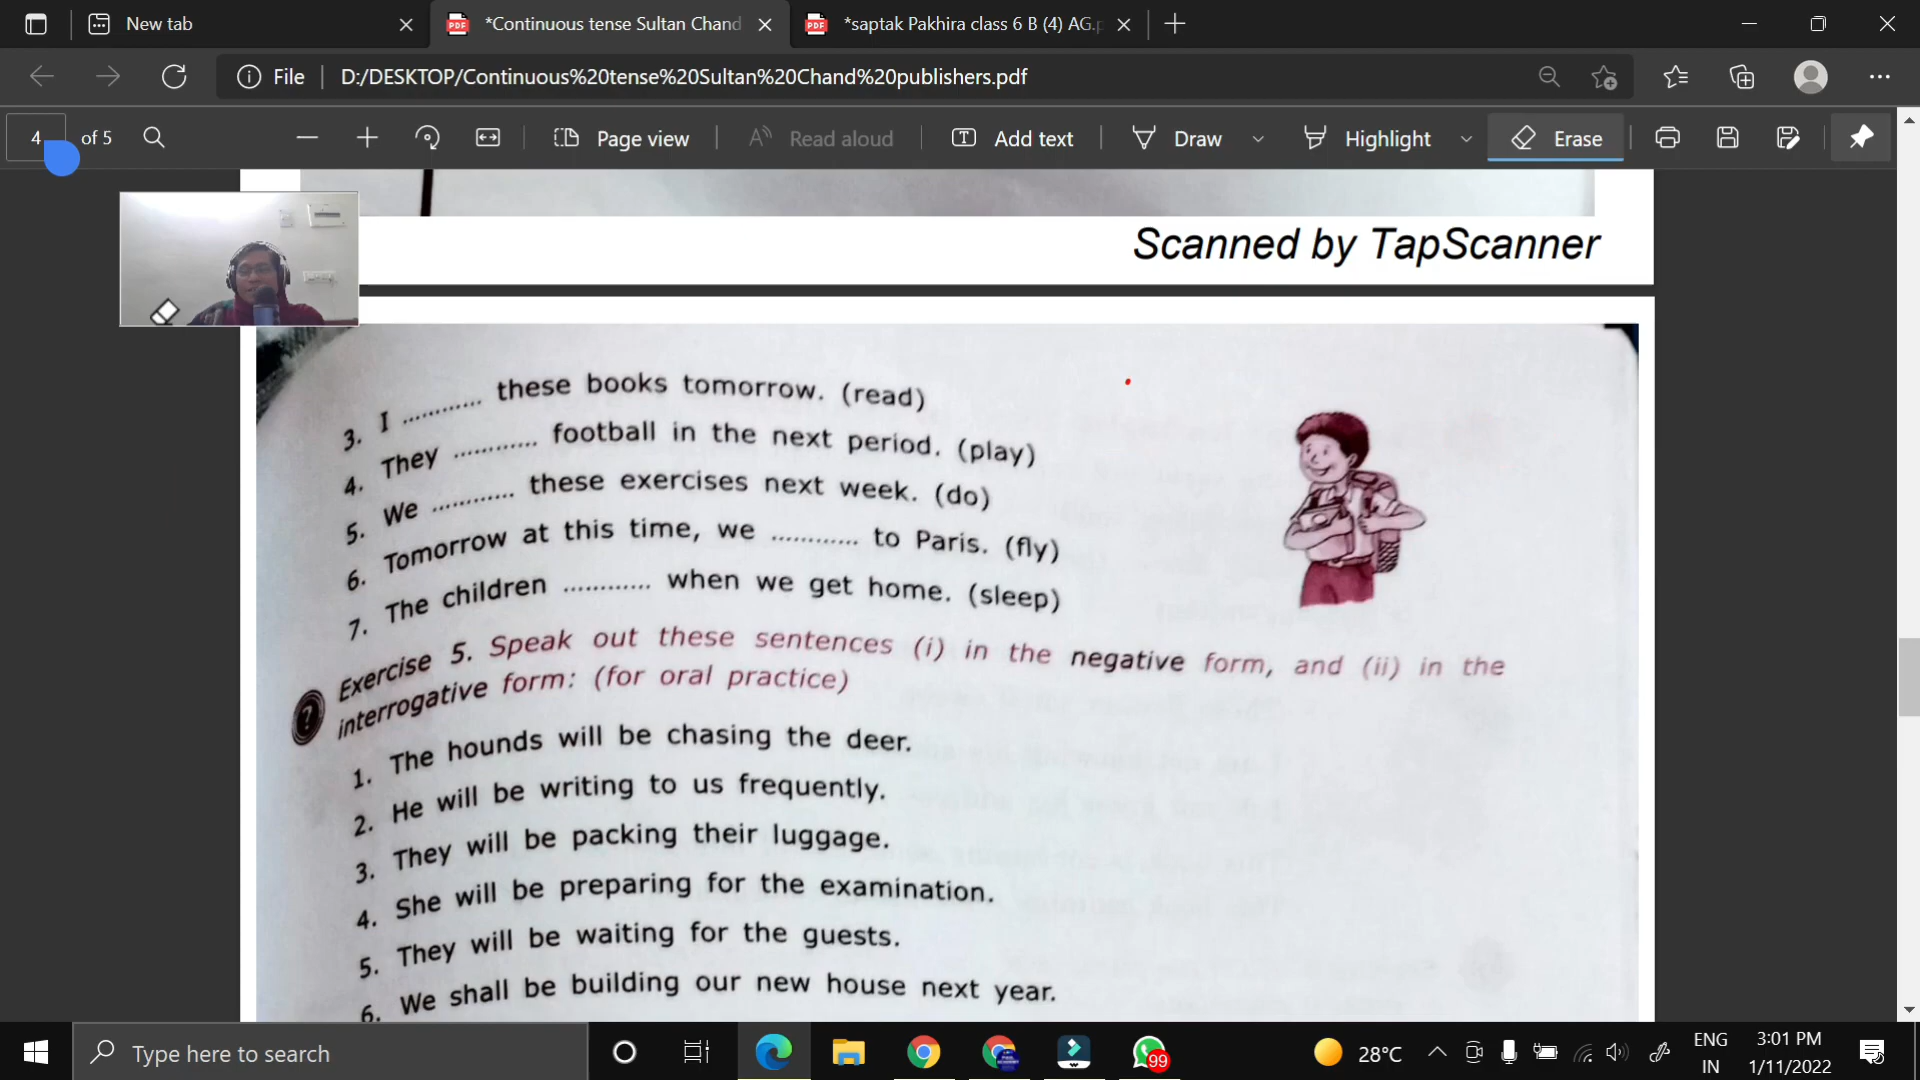 New tab
*Continuous tense Sultan Chand
*saptak Pakhira class 6 B (4) AG.p
File | D:/DESKTOP/Continuous%20tense%20Sultan%20Chand%20publishers.pdf
4 of 5
Page view
Read aloud
Add text
Draw
Highlight
Erase
Scanned by TapScanner
3. I ............ these books tomorrow. (read)
4. They ............ football in the next period. (play)
5. We ............ these exercises next week. (do)
6. Tomorrow at this time, we ............ to Paris. (fly)
7. The children ............ when we get home. (sleep)
? Exercise 5. Speak out these sentences (i) in the negative form, and (ii) in the
interrogative form: (for oral practice)
1. The hounds will be chasing the deer.
2. He will be writing to us frequently.
3. They will be packing their luggage.
4. She will be preparing for the examination.
5. They will be waiting for the guests.
6. We shall be building our new house next year.
Type here to search
99
28°C
ENG
IN
3:01 PM
1/11/2022